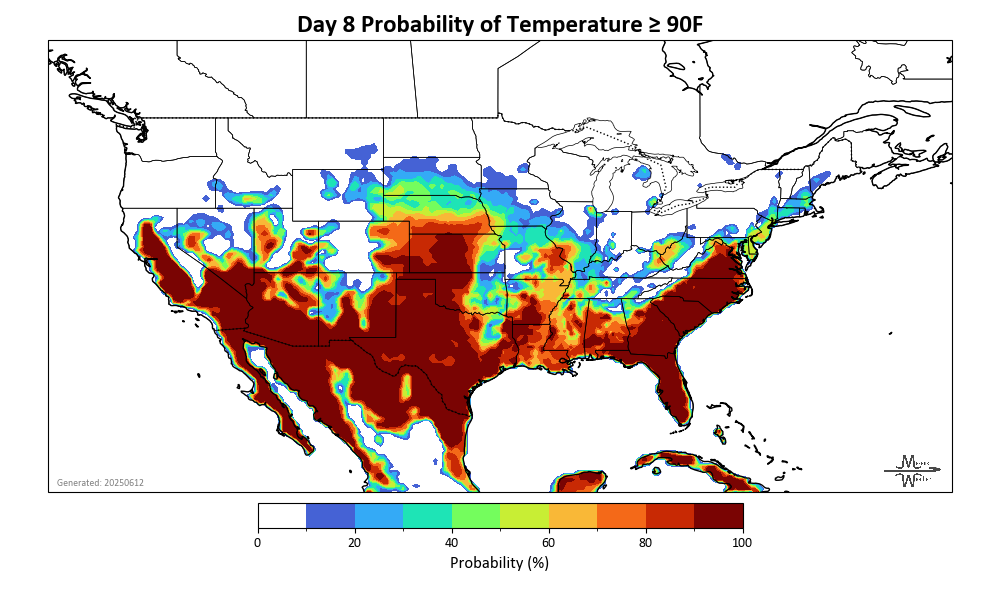 Day 8 Probability of Temperature ≥ 90F
Generated: 20250612
0 20 40 60 80 100
Probability (%)